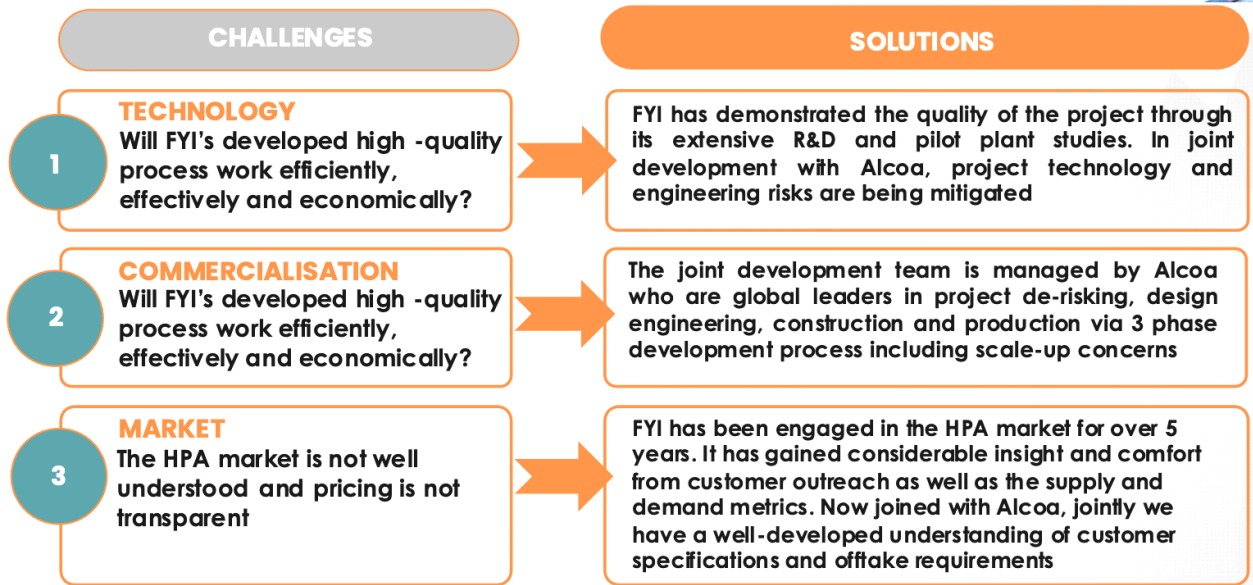 CHALLENGES
SOLUTIONS
1
TECHNOLOGY
Will FYI's developed high -quality
process work efficiently,
effectively and economically?
FYI has demonstrated the quality of the project through
its extensive R&D and pilot plant studies. In joint
development with Alcoa, project technology and
engineering risks are being mitigated
2
COMMERCIALISATION
Will FYI's developed high -quality
process work efficiently,
effectively and economically?
The joint development team is managed by Alcoa
who are global leaders in project de-risking, design
engineering, construction and production via 3 phase
development process including scale-up concerns
3
MARKET
The HPA market is not well
understood and pricing is not
transparent
FYI has been engaged in the HPA market for over 5
years. It has gained considerable insight and comfort
from customer outreach as well as the supply and
demand metrics. Now joined with Alcoa, jointly we
have a well-developed understanding of customer
specifications and offtake requirements